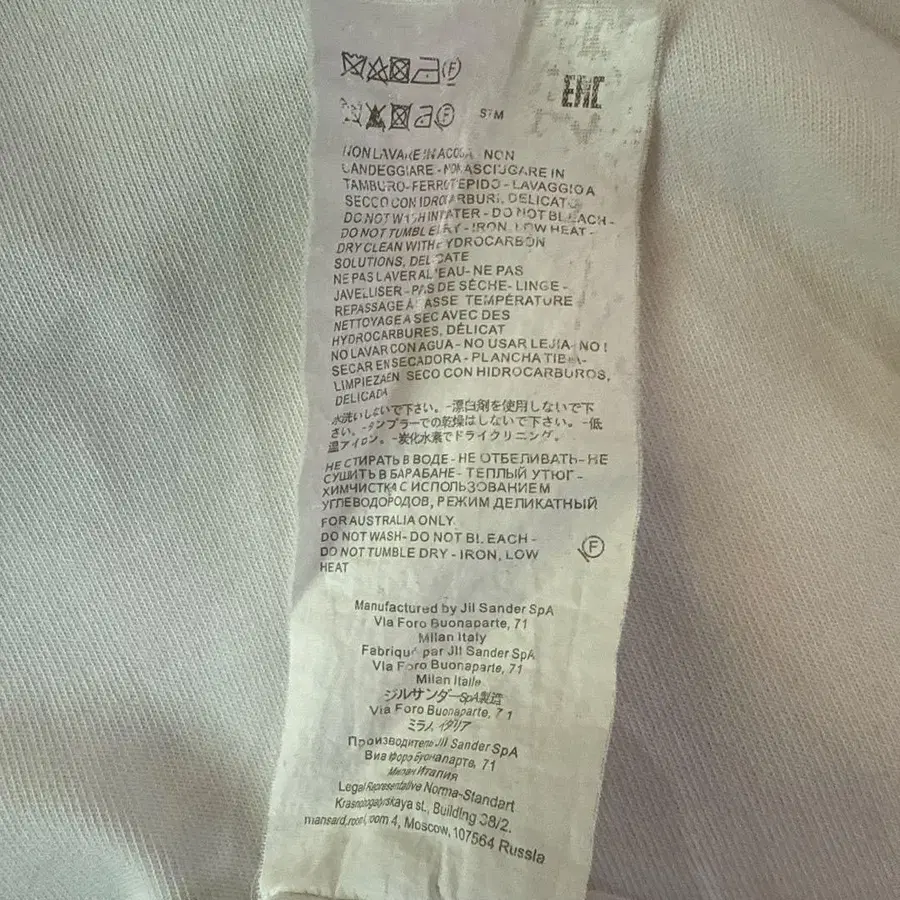 EAC
STM
NON LAVARE IN ACQUA - NON
CANDEGGIARE - NON ASCIUGARE IN
TAMBURO - FERRO TEPIDO - LAVAGGIO A
SECCO CON IDROCARBURI, DELICATO
DO NOT WASH IN WATER - DO NOT BLEACH -
DO NOT TUMBLE DRY - IRON, LOW HEAT -
DRY CLEAN WITH HYDROCARBON
SOLUTIONS, DELICATE
NE PAS LAVER A L'EAU - NE PAS
JAVELLISER - PAS DE SÈCHE-LINGE -
REPASSAGE À BASSE TEMPÉRATURE
NETTOYAGE A SEC AVEC DES
HYDROCARBURES, DÉLICAT
NO LAVAR CON AGUA - NO USAR LEJIA - NO
SECAR EN SECADORA - PLANCHA TIBIA -
LIMPIEZA EN SECO CON HIDROCARBUROS,
DELICADA
水洗いしないで下さい。-漂白剤を使用しないで下
さい。-タンブラーでの乾燥はしないで下さい。-低
温アイロン。-炭化水素でドライクリニング。
НЕ СТИРАТЬ В ВОДЕ - НЕ ОТБЕЛИВАТЬ - НЕ
СУШИТЬ В БАРАБАНЕ - ТЕПЛЫЙ УТЮГ -
ХИМЧИСТКА С ИСПОЛЬЗОВАНИЕМ
УГЛЕВОДОРОДОВ, РЕЖИМ ДЕЛИКАТНЫЙ
FOR AUSTRALIA ONLY
DO NOT WASH - DO NOT BLEACH -
DO NOT TUMBLE DRY - IRON, LOW
HEAT
F
Manufactured by Jil Sander SpA
Via Foro Buonaparte, 71
Milan Italy
Fabriqué par Jil Sander SpA
Via Foro Buonaparte, 71
Milan Italie
ジルサンダーSpA製造
Via Foro Buonaparte, 71
ミラノ イタリア
Производитель Jil Sander SpA
Виа Форо Буонапарте, 71
Милан Италия
Legal Representative Norma-Standart
Krasnobogatyrskaya st., Building 38/2.
mansard, room 4, Moscow, 107564 Russia